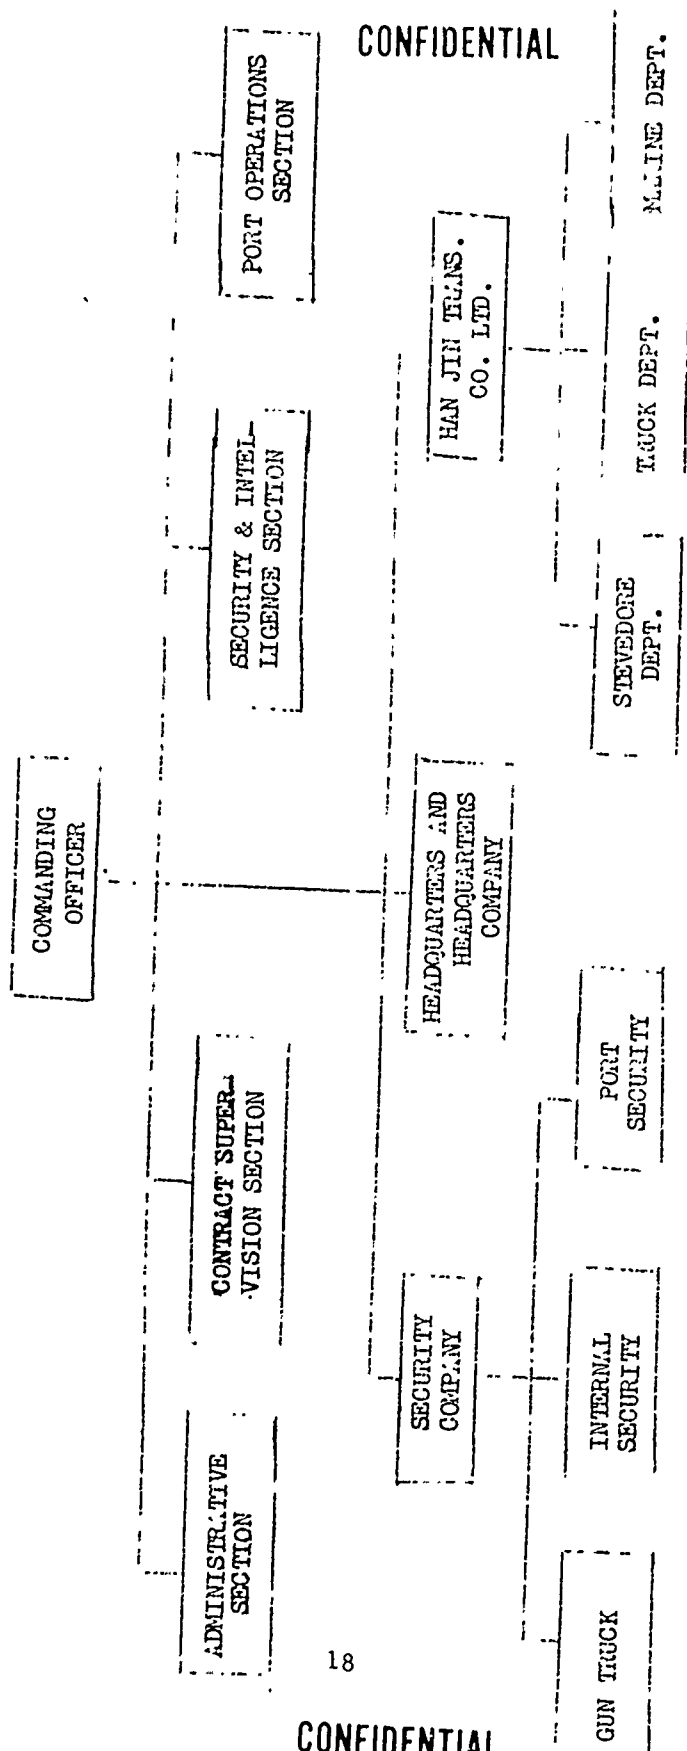 CONFIDENTIAL
COMMANDING
OFFICER
ADMINISTRATIVE
SECTION
CONTRACT SUPER-
VISION SECTION
SECURITY & INTEL-
LIGENCE SECTION
PORT OPERATIONS
SECTION
SECURITY
COMPANY
HEADQUARTERS AND
HEADQUARTERS
COMPANY
HAN JIN TRANS.
CO. LTD.
GUN TRUCK
INTERNAL
SECURITY
PORT
SECURITY
STEVEDORE
DEPT.
TRUCK DEPT.
MARINE DEPT.
18
CONFIDENTIAL